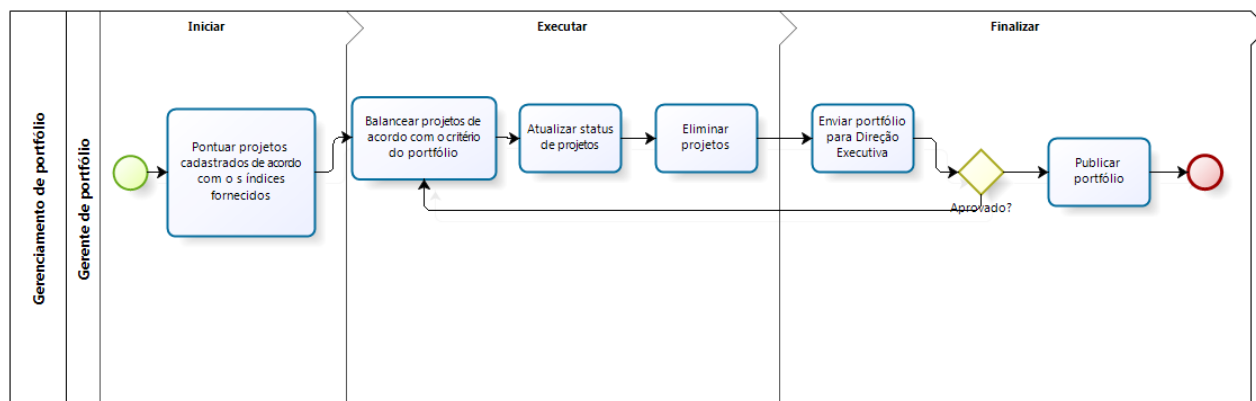 Gerenciamento de portfólio
Gerente de portfólio
Iniciar
Executar
Finalizar
Pontuar projetos
cadastrados de acordo
com o s índices
fornecidos
Balancear projetos de
acordo com o critério
do portfólio
Atualizar status
de projetos
Eliminar
projetos
Enviar portfólio
para Direção
Executiva
Aprovado?
Publicar
portfólio